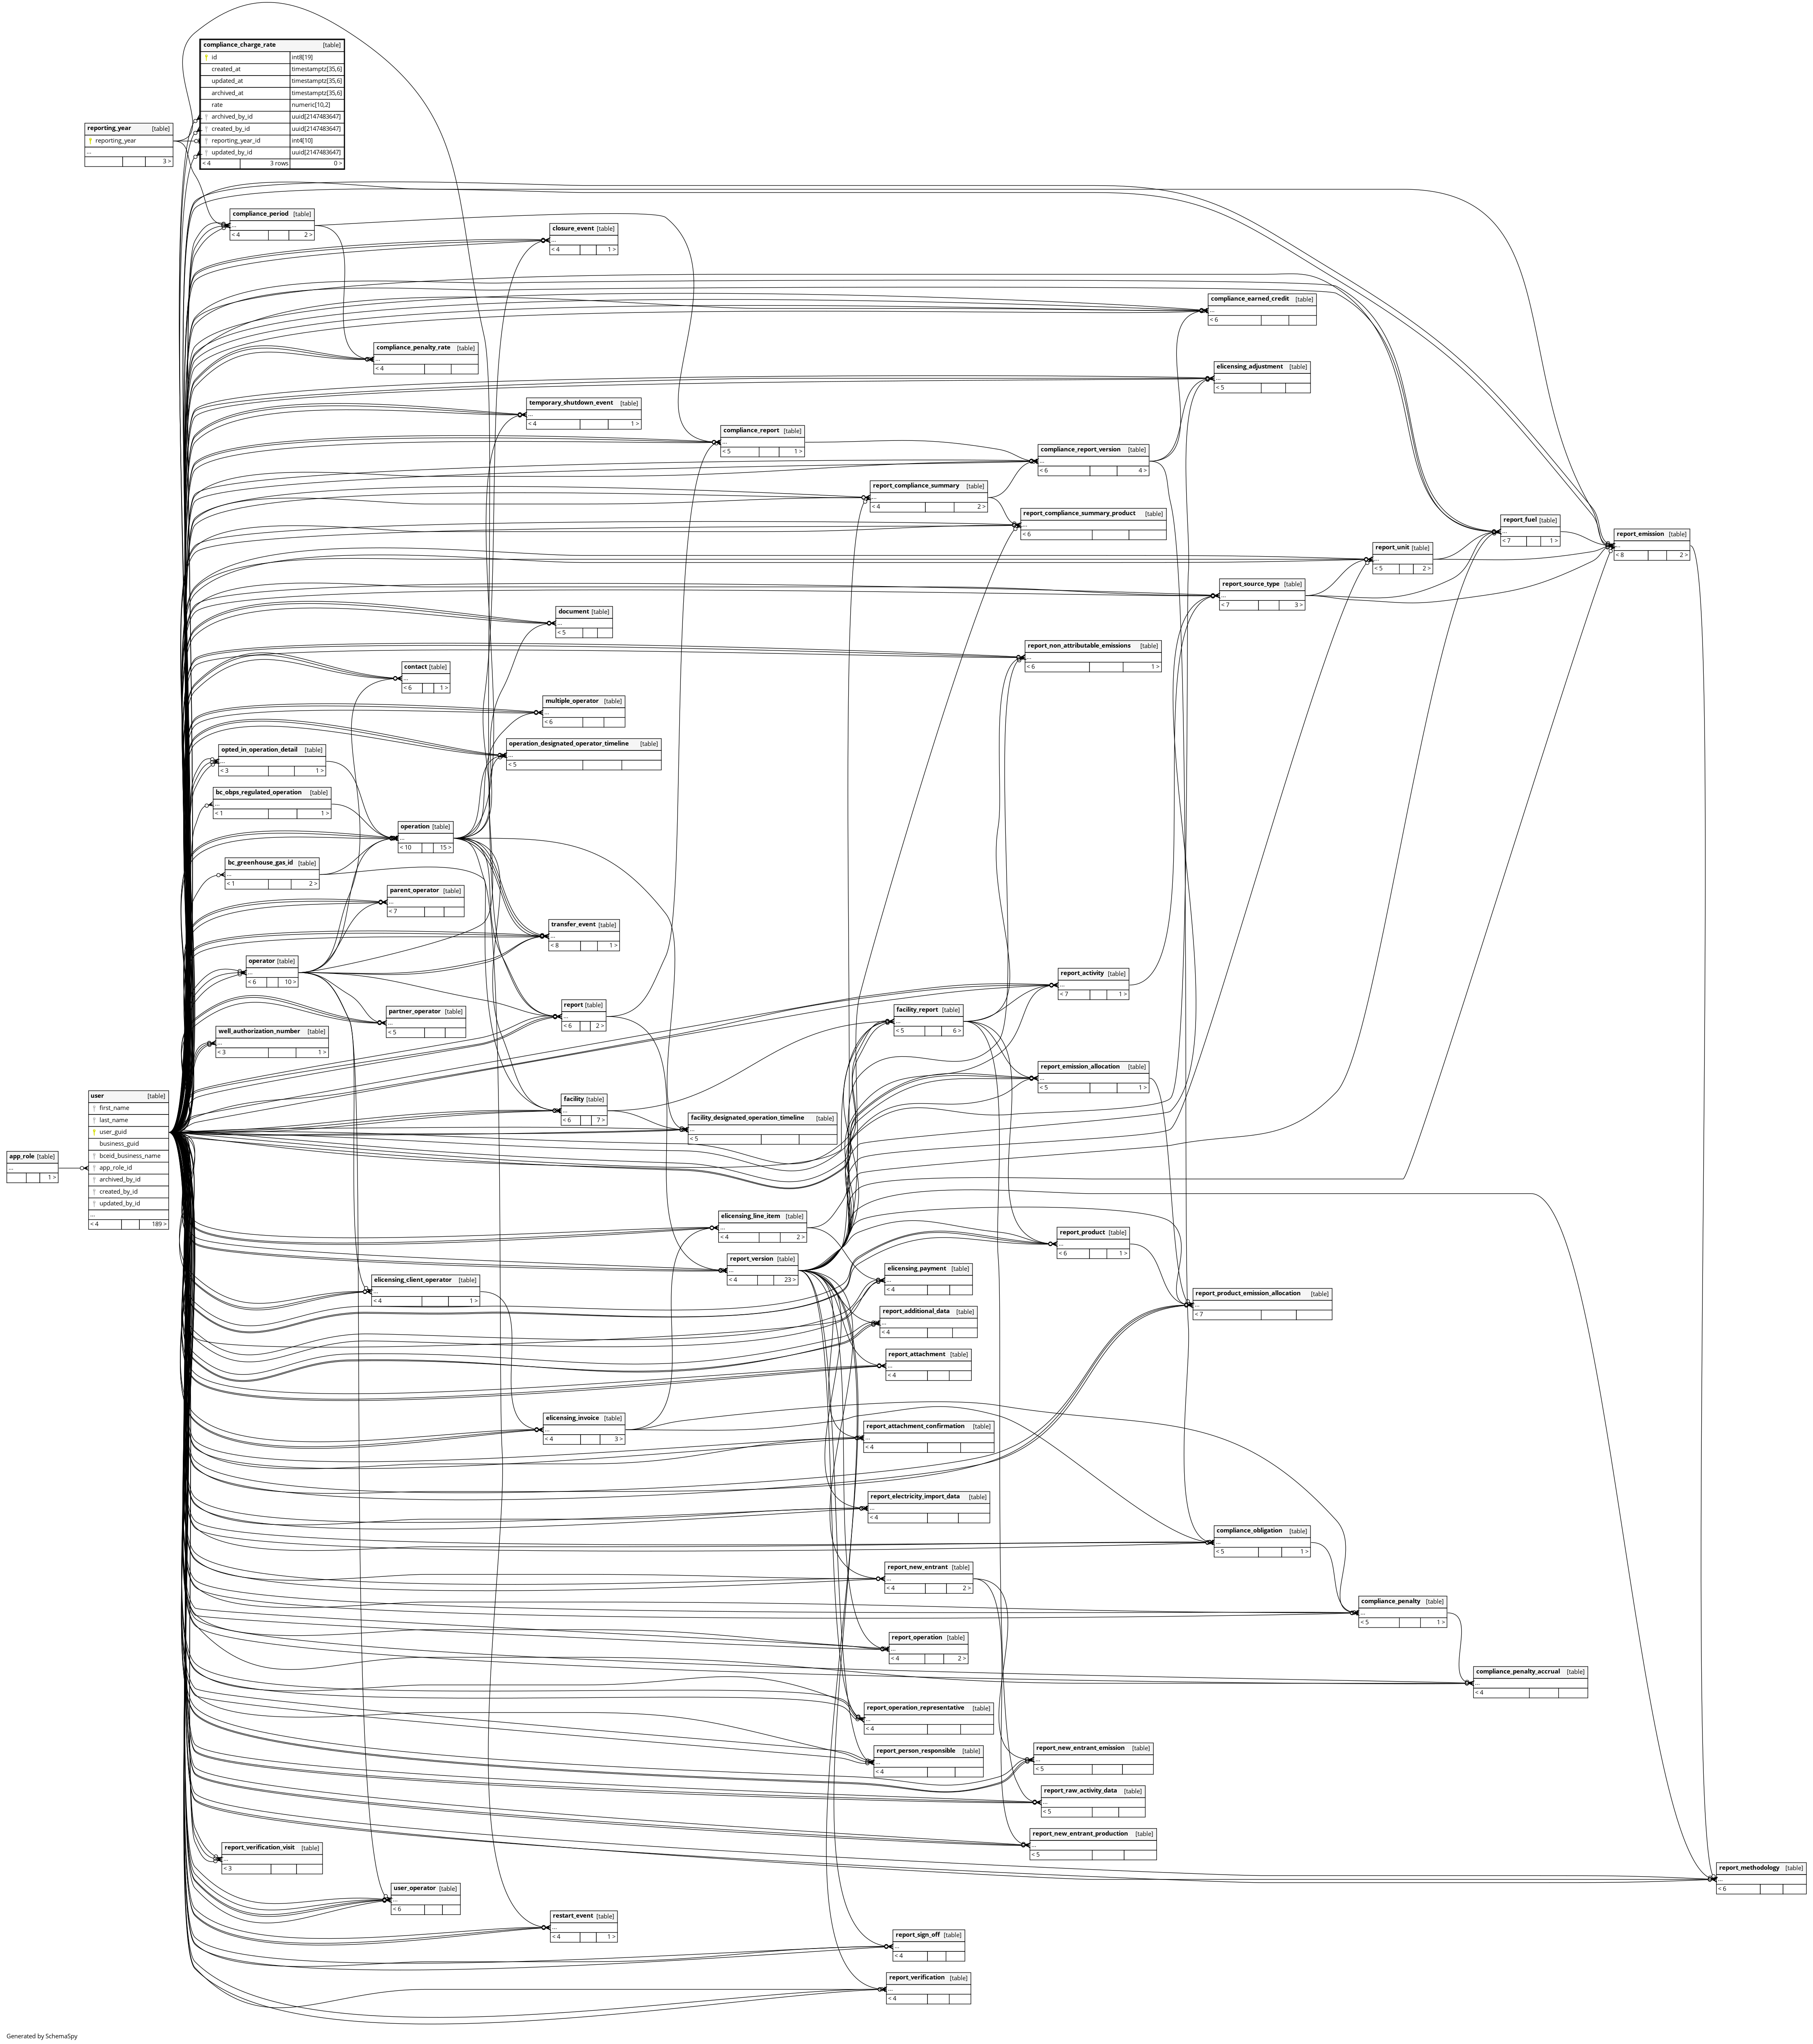 compliance_charge_rate [table]
id int8[19]
created_at timestamptz[35,6]
updated_at timestamptz[35,6]
archived_at timestamptz[35,6]
rate numeric[10,2]
archived_by_id uuid[2147483647]
created_by_id uuid[2147483647]
reporting_year_id int4[10]
updated_by_id uuid[2147483647]
< 4 3 rows 0 >
reporting_year [table]
reporting_year
...
3 >
compliance_period [table]
...
< 4 2 >
closure_event [table]
...
< 4 1 >
compliance_earned_credit [table]
...
< 6
compliance_penalty_rate [table]
...
< 4
elicensing_adjustment [table]
...
< 5
temporary_shutdown_event [table]
...
< 4 1 >
compliance_report [table]
...
< 5 1 >
compliance_report_version [table]
...
< 6 4 >
report_compliance_summary [table]
...
< 4 2 >
report_compliance_summary_product [table]
...
< 6
report_fuel [table]
...
< 7 1 >
report_emission [table]
...
< 8 2 >
report_unit [table]
...
< 5 2 >
report_source_type [table]
...
< 7 3 >
document [table]
...
< 5
report_non_attributable_emissions [table]
...
< 6 1 >
contact [table]
...
< 6 1 >
multiple_operator [table]
...
< 6
operation_designated_operator_timeline [table]
...
< 5
opted_in_operation_detail [table]
...
< 3 1 >
bc_obps_regulated_operation [table]
...
< 1 1 >
operation [table]
...
< 10 15 >
bc_greenhouse_gas_id [table]
...
< 1 2 >
parent_operator [table]
...
< 7
transfer_event [table]
...
< 8 1 >
operator [table]
...
< 6 10 >
report_activity [table]
...
< 7 1 >
report [table]
...
< 6 2 >
partner_operator [table]
...
< 5
facility_report [table]
...
< 5 6 >
well_authorization_number [table]
...
< 3 1 >
report_emission_allocation [table]
...
< 5 1 >
user [table]
first_name
last_name
user_guid
business_guid
bceid_business_name
app_role_id
archived_by_id
created_by_id
updated_by_id
...
< 4 189 >
facility [table]
...
< 6 7 >
facility_designated_operation_timeline [table]
...
< 5
app_role [table]
...
1 >
elicensing_line_item [table]
...
< 4 2 >
report_product [table]
...
< 6 1 >
report_version [table]
...
< 4 23 >
elicensing_payment [table]
...
< 4
elicensing_client_operator [table]
...
< 4 1 >
report_product_emission_allocation [table]
...
< 7
report_additional_data [table]
...
< 4
report_attachment [table]
...
< 4
elicensing_invoice [table]
...
< 4 3 >
report_attachment_confirmation [table]
...
< 4
report_electricity_import_data [table]
...
< 4
compliance_obligation [table]
...
< 5 1 >
report_new_entrant [table]
...
< 4 2 >
compliance_penalty [table]
...
< 5 1 >
report_operation [table]
...
< 4 2 >
compliance_penalty_accrual [table]
...
< 4
report_operation_representative [table]
...
< 4
report_person_responsible [table]
...
< 4
report_new_entrant_emission [table]
...
< 5
report_raw_activity_data [table]
...
< 5
report_new_entrant_production [table]
...
< 5
report_verification_visit [table]
...
< 3
report_methodology [table]
...
< 6
user_operator [table]
...
< 6
restart_event [table]
...
< 4 1 >
report_sign_off [table]
...
< 4
report_verification [table]
...
< 4
Generated by SchemaSpy